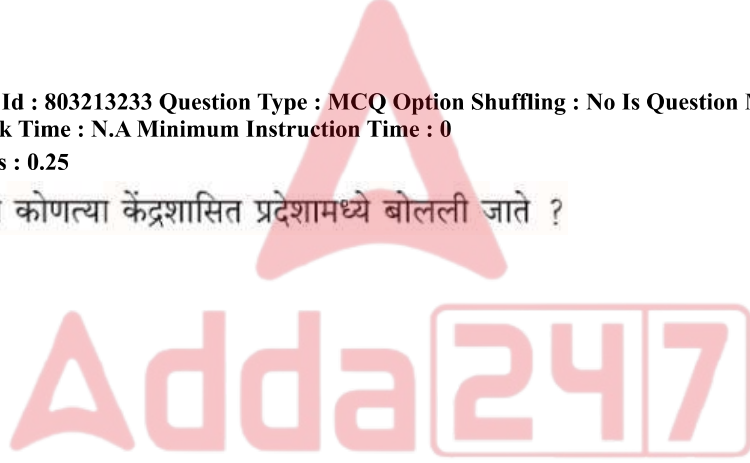 Id : 803213233 Question Type : MCQ Option Shuffling : No Is Question
k Time : N.A Minimum Instruction Time : 0
s : 0.25
कोणत्या केंद्रशासित प्रदेशामध्ये बोलली जाते ?
Adda247